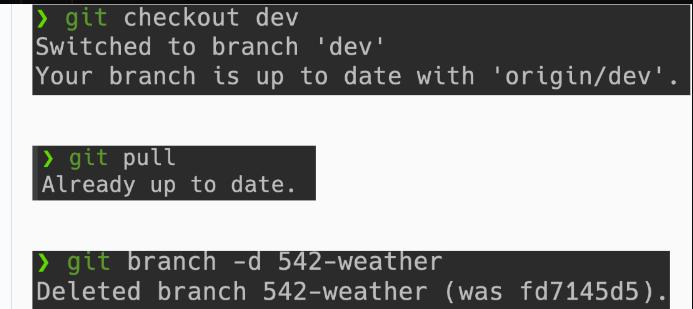 ❯ git checkout dev
Switched to branch 'dev'
Your branch is up to date with 'origin/dev'.
❯ git pull
Already up to date.
❯ git branch -d 542-weather
Deleted branch 542-weather (was fd7145d5).